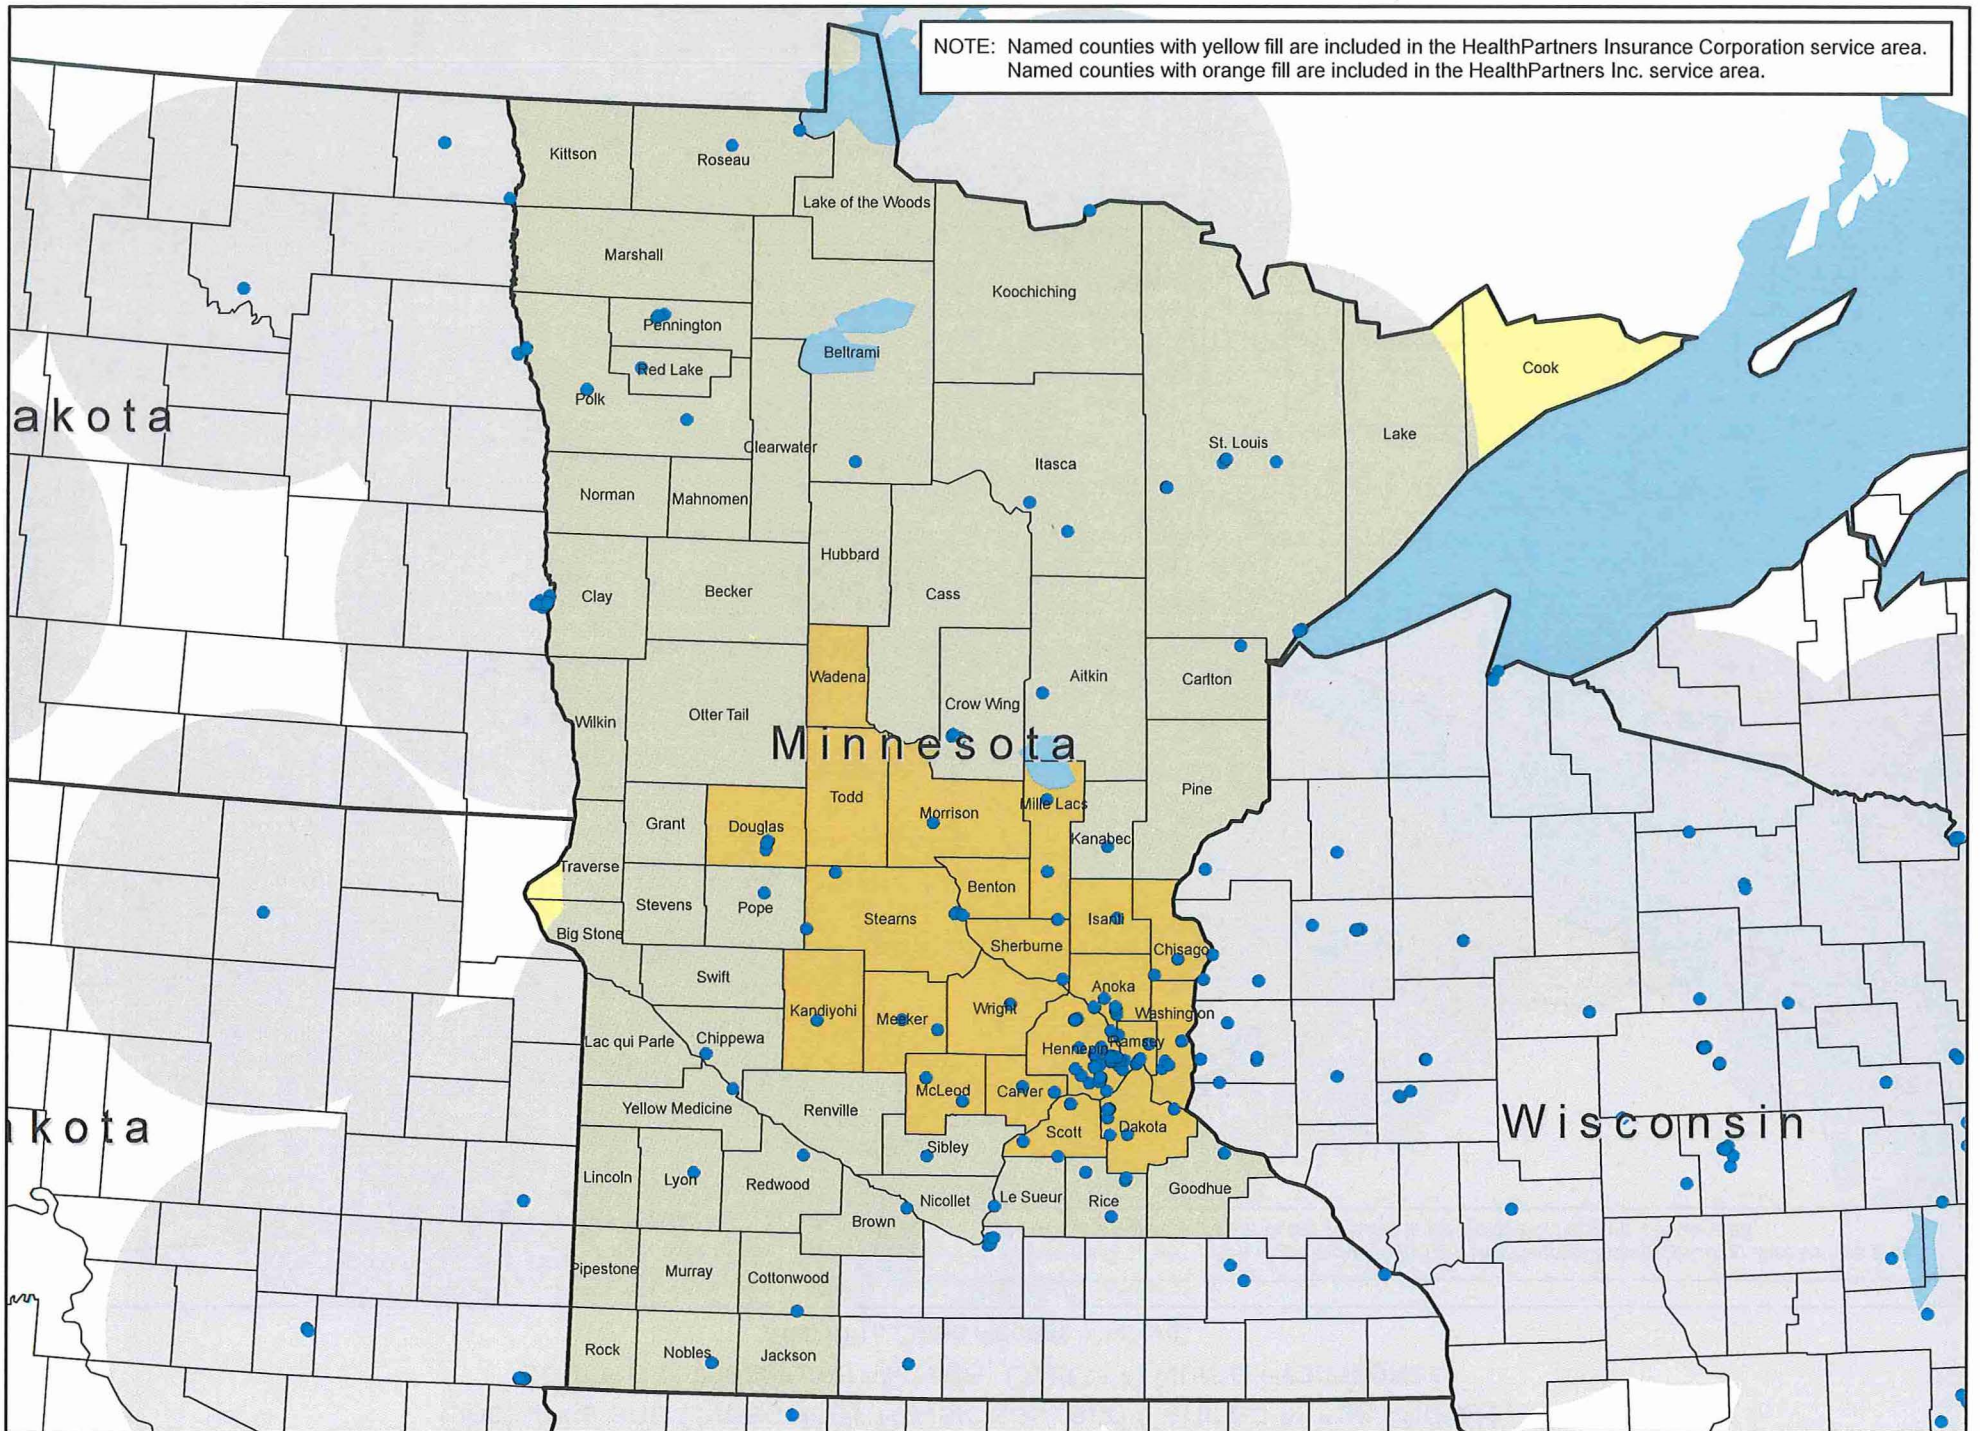 NOTE: Named counties with yellow fill are included in the HealthPartners Insurance Corporation service area.
Named counties with orange fill are included in the HealthPartners Inc. service area.
Kittson
Roseau
Lake of the Woods
Marshall
Koochiching
Pennington
Beltrami
Red Lake
Cook
Polk
akota
Lake
Clearwater
St. Louis
Itasca
Norman
Mahnomen
Hubbard
Clay
Becker
Cass
Wadena
Aitkin
Carlton
Crow Wing
Otter Tail
Wilkin
Minnesota
Pine
Todd
Mille Lacs
Morrison
Grant
Douglas
Kanabec
Traverse
Benton
Stevens
Pope
Stearns
Isanti
Big Stone
Sherburne
Chisago
Swift
Anoka
Kandiyohi
Meeker
Wright
Washington
Lac qui Parle
Chippewa
Hennepin
Ramsey
McLeod
Carver
Yellow Medicine
Renville
Wisconsin
kota
Scott
Dakota
Sibley
Lincoln
Lyon
Redwood
Goodhue
Nicollet
Le Sueur
Rice
Brown
Pipestone
Murray
Cottonwood
Rock
Nobles
Jackson